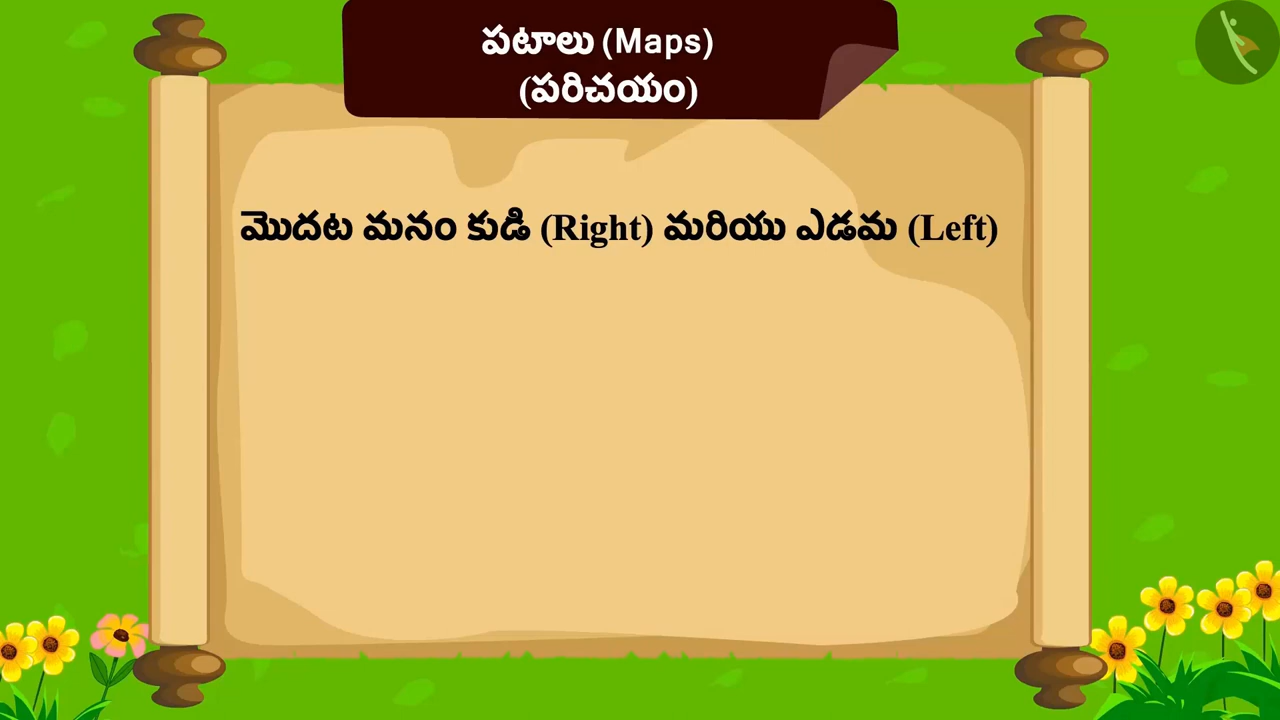 పటాలు (Maps)
(పరిచయం)
మొదట మనం కుడి (Right) మరియు ఎడమ (Left)